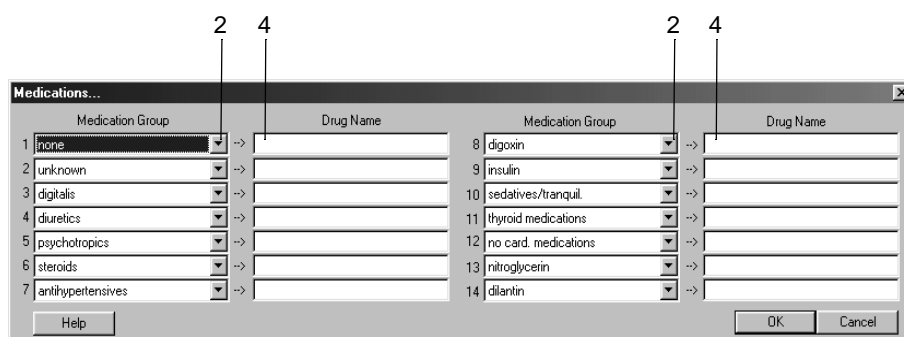 2 4 2 4
Medications...
Medication Group Drug Name Medication Group Drug Name
1 none --> 8 digoxin -->
2 unknown --> 9 insulin -->
3 digitalis --> 10 sedatives/tranquil. -->
4 diuretics --> 11 thyroid medications -->
5 psychotropics --> 12 no card. medications -->
6 steroids --> 13 nitroglycerin -->
7 antihypertensives --> 14 dilantin -->
Help OK Cancel